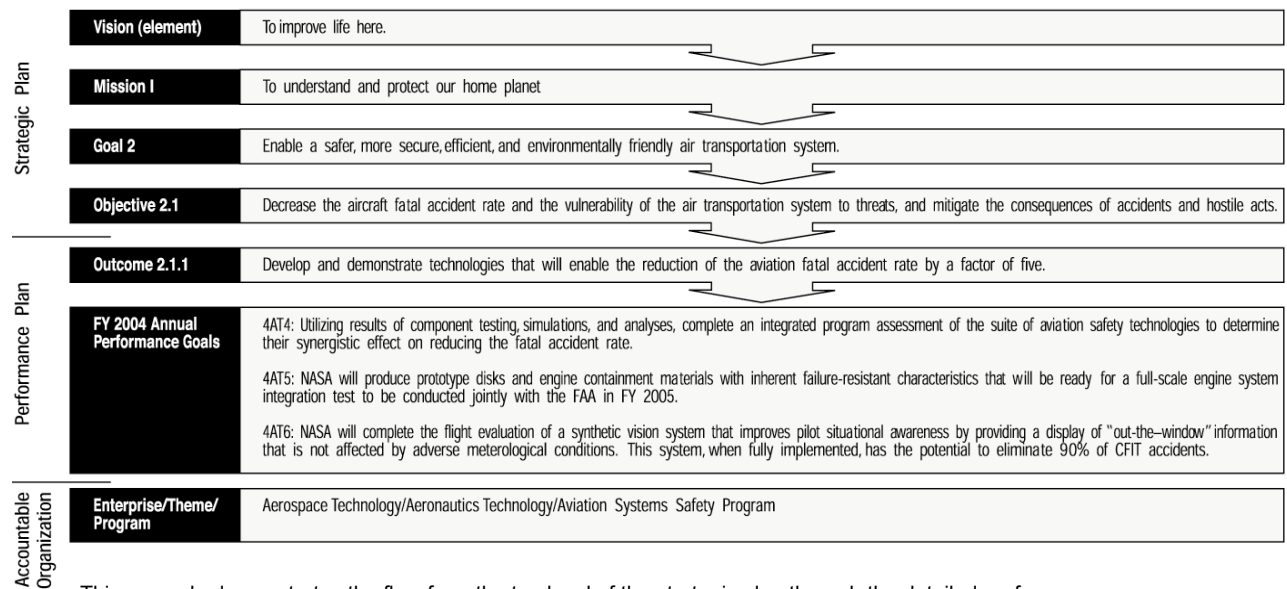 Strategic Plan
Vision (element)
To improve life here.
Mission I
To understand and protect our home planet
Goal 2
Enable a safer, more secure, efficient, and environmentally friendly air transportation system.
Objective 2.1
Decrease the aircraft fatal accident rate and the vulnerability of the air transportation system to threats, and mitigate the consequences of accidents and hostile acts.
Performance Plan
Outcome 2.1.1
Develop and demonstrate technologies that will enable the reduction of the aviation fatal accident rate by a factor of five.
FY 2004 Annual
Performance Goals
4AT4: Utilizing results of component testing, simulations, and analyses, complete an integrated program assessment of the suite of aviation safety technologies to determine
their synergistic effect on reducing the fatal accident rate.
4AT5: NASA will produce prototype disks and engine containment materials with inherent failure-resistant characteristics that will be ready for a full-scale engine system
integration test to be conducted jointly with the FAA in FY 2005.
4AT6: NASA will complete the flight evaluation of a synthetic vision system that improves pilot situational awareness by providing a display of "out-the–window" information
that is not affected by adverse meterological conditions. This system, when fully implemented, has the potential to eliminate 90% of CFIT accidents.
Accountable
Organization
Enterprise/Theme/
Program
Aerospace Technology/Aeronautics Technology/Aviation Systems Safety Program